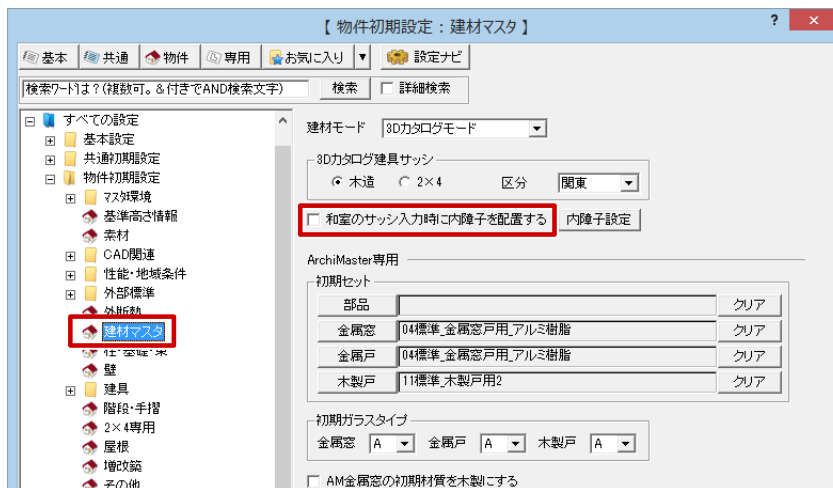 【 物件初期設定：建材マスタ 】
?
×
基本 共通 物件 専用 お気に入り ▼ 設定ナビ
検索ワードは？(複数可。＆付きでAND検索文字) 検索 詳細検索
すべての設定
基本設定
共通初期設定
物件初期設定
マスタ環境
基準高さ情報
素材
CAD関連
性能・地域条件
外部標準
外断熱
建材マスタ
柱・基礎・束
壁
建具
階段・手摺
2×4専用
屋根
増改築
その他
建材モード 3Dカタログモード
3Dカタログ建具サッシ
木造 2×4 区分 関東
和室のサッシ入力時に内障子を配置する 内障子設定
ArchiMaster専用
初期セット
部品 クリア
金属窓 04標準_金属窓戸用_アルミ樹脂 クリア
金属戸 04標準_金属窓戸用_アルミ樹脂 クリア
木製戸 11標準_木製戸用2 クリア
初期ガラスタイプ
金属窓 A 金属戸 A 木製戸 A
AM金属窓の初期材質を木製にする